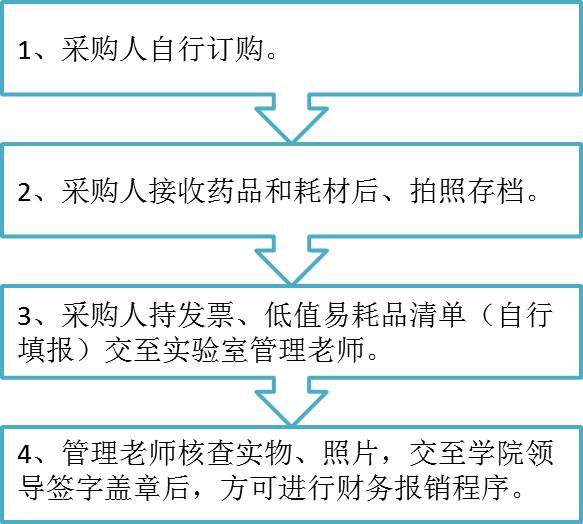 1、采购人自行订购。
2、采购人接收药品和耗材后、拍照存档。
3、采购人持发票、低值易耗品清单（自行
填报）交至实验室管理老师。
4、管理老师核查实物、照片，交至学院领
导签字盖章后，方可进行财务报销程序。